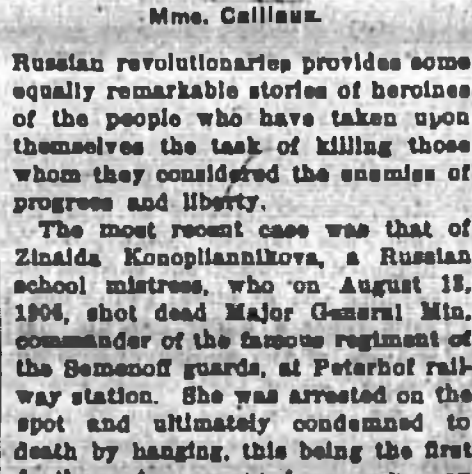 Mme. Caillaux.
Russian revolutionaries provides some
equally remarkable stories of heroines
of the people who have taken upon
themselves the task of killing those
whom they considered the enemies of
progress and liberty.
The most recent case was that of
Zinaida Konopliannikova, a Russian
school mistress, who on August 13,
1906, shot dead Major General Min,
commander of the famous regiment of
the Semenoff guards, at Peterhof rail-
way station. She was arrested on the
spot and ultimately condemned to
death by hanging, this being the first